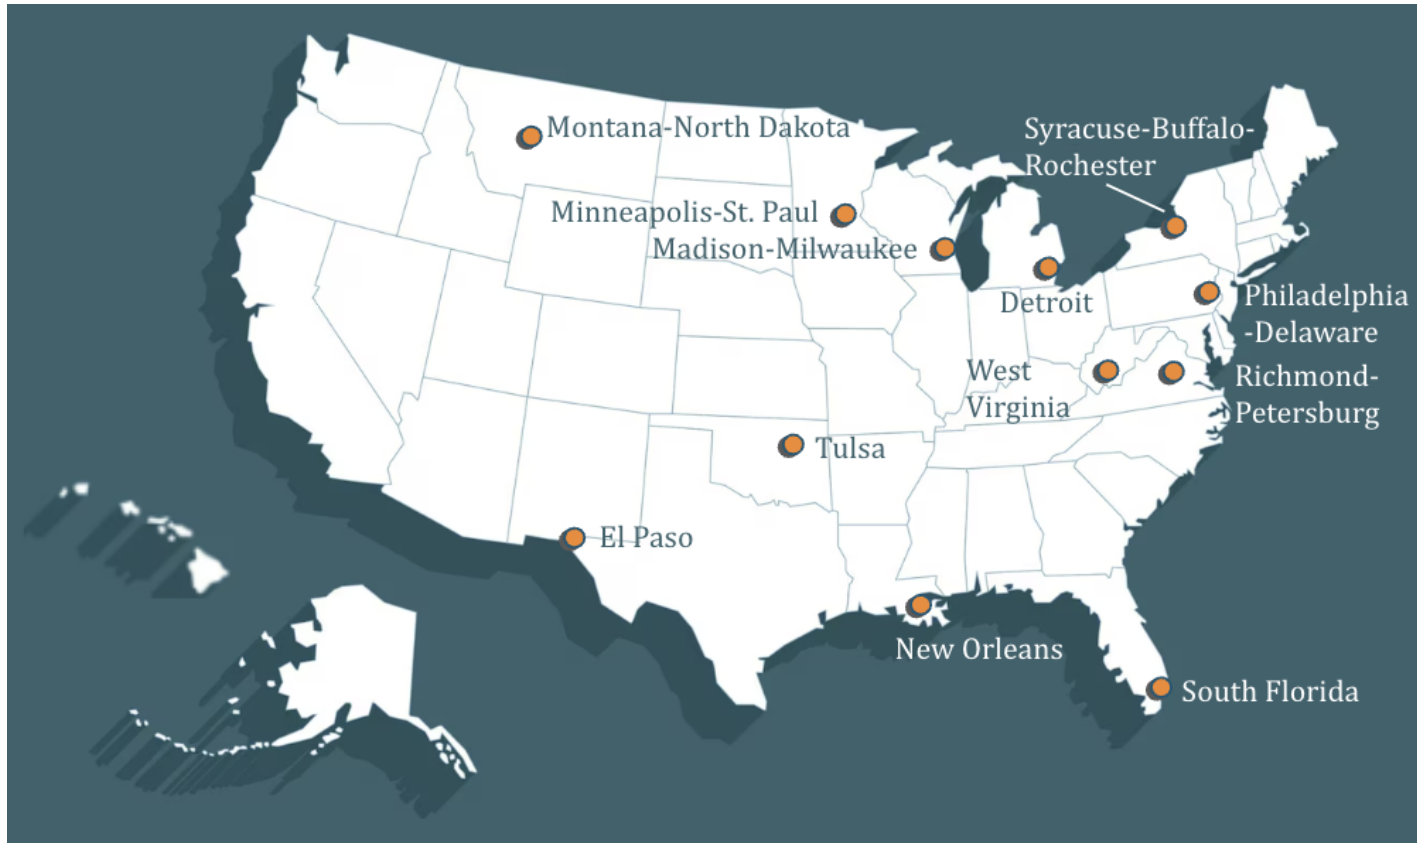 Montana-North Dakota
Syracuse-Buffalo-
Rochester
Minneapolis-St. Paul
Madison-Milwaukee
Detroit
Philadelphia
-Delaware
West
Virginia
Richmond-
Petersburg
Tulsa
El Paso
New Orleans
South Florida